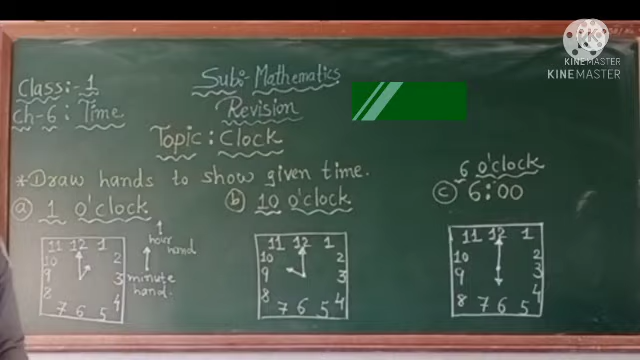 KINEMASTER
KINEMASTER
Class:-1
Sub:- Mathematics
Ch-6: Time
Revision
Topic: Clock
*Draw hands to show given time.
6 O'clock
a) 1 O'clock
b) 10 O'clock
c) 6:00
hour hand
minute hand.
11 12 1
10 2
9 3
8 4
7 6 5
11 12 1
10 2
9 3
8 4
7 6 5
11 12 1
10 2
9 3
8 4
7 6 5